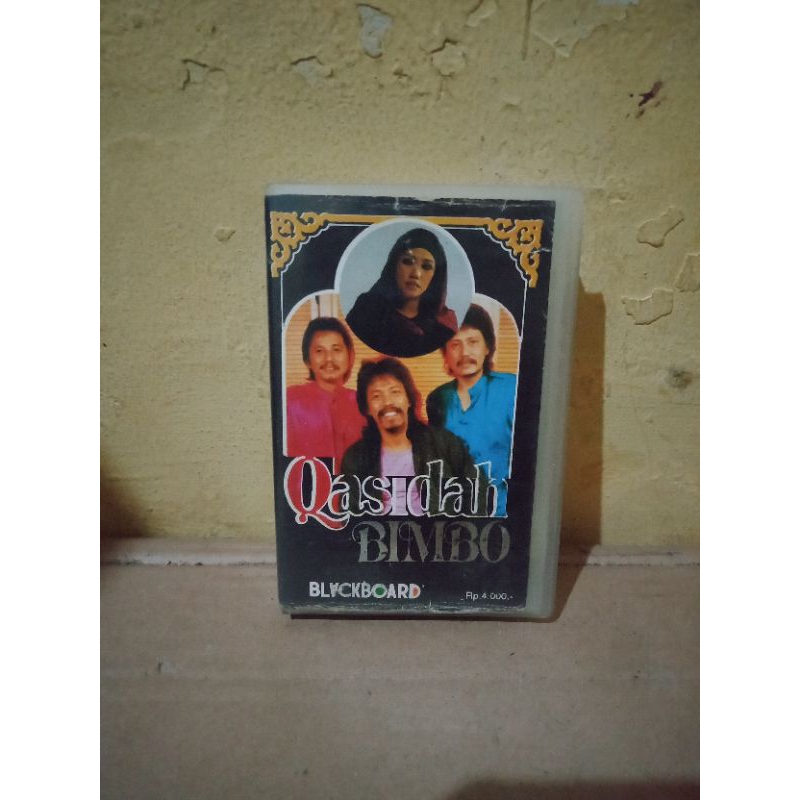 Qasidah
BIMBO
BLACKBOARD
Rp 4.000,-